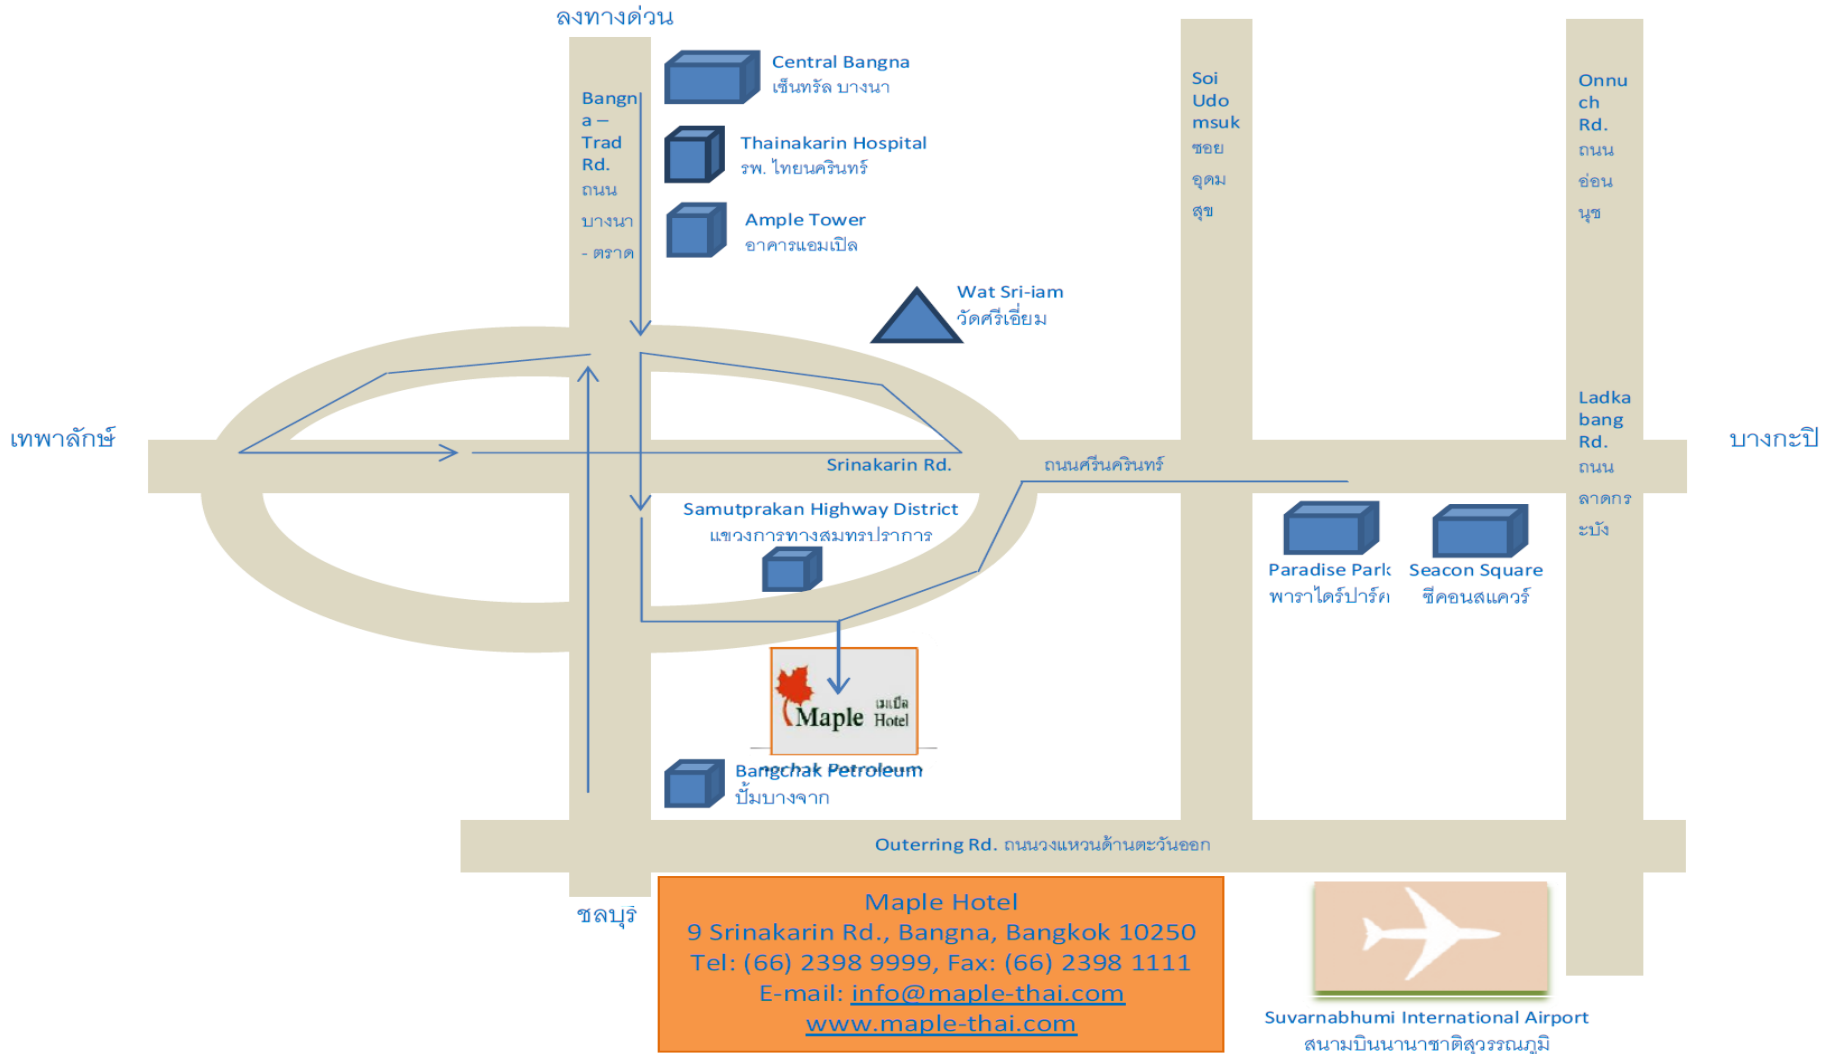 ลงทางด่วน
Central Bangna
เซ็นทรัล บางนา
Bangn
a –
Trad
Rd.
ถนน
บางนา
- ตราด
Thainakarin Hospital
รพ. ไทยนครินทร์
Ample Tower
อาคารแอมเปิล
Wat Sri-iam
วัดศรีเอี่ยม
Soi
Udo
msuk
ซอย
อุดม
สุข
Onnu
ch
Rd.
ถนน
อ่อน
นุช
เทพาลักษ์
Srinakarin Rd.
ถนนศรีนครินทร์
Ladka
bang
Rd.
ถนน
ลาดกร
ะบัง
บางกะปิ
Samutprakan Highway District
แขวงการทางสมุทรปราการ
Paradise Park
พาราไดร์ปาร์ค
Seacon Square
ซีคอนสแควร์
Maple
เมเปิล
Hotel
Bangchak Petroleum
ปั้มบางจาก
Outerring Rd. ถนนวงแหวนด้านตะวันออก
ชลบุรี
Maple Hotel
9 Srinakarin Rd., Bangna, Bangkok 10250
Tel: (66) 2398 9999, Fax: (66) 2398 1111
E-mail: info@maple-thai.com
www.maple-thai.com
Suvarnabhumi International Airport
สนามบินนานาชาติสุวรรณภูมิ